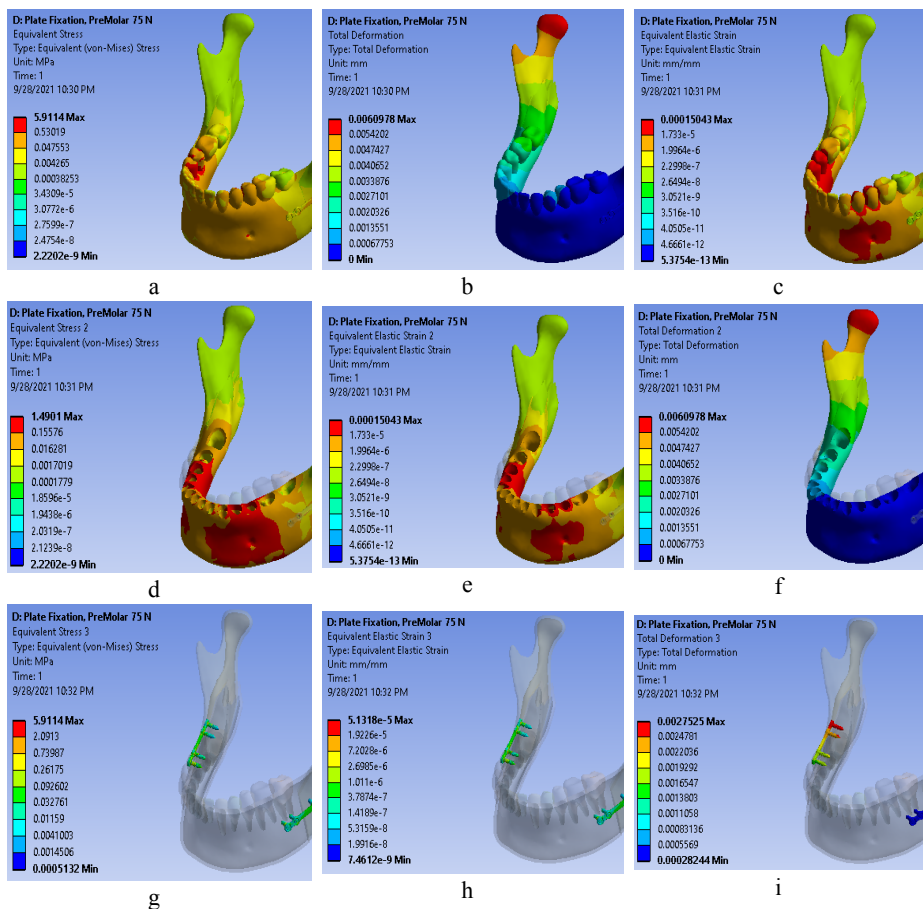 D: Plate Fixation, PreMolar 75 N
Equivalent Stress
Type: Equivalent (von-Mises) Stress
Unit: MPa
Time: 1
9/28/2021 10:30 PM
5.9114 Max
0.53019
0.047553
0.004265
0.00038253
3.4309e-5
3.0772e-6
2.7599e-7
2.4754e-8
2.2202e-9 Min
a
D: Plate Fixation, PreMolar 75 N
Total Deformation
Type: Total Deformation
Unit: mm
Time: 1
9/28/2021 10:30 PM
0.0060978 Max
0.0054202
0.0047427
0.0040652
0.0033876
0.0027101
0.0020326
0.0013551
0.00067753
0 Min
b
D: Plate Fixation, PreMolar 75 N
Equivalent Elastic Strain
Type: Equivalent Elastic Strain
Unit: mm/mm
Time: 1
9/28/2021 10:31 PM
0.00015043 Max
1.733e-5
1.9964e-6
2.2998e-7
2.6494e-8
3.0521e-9
3.516e-10
4.0505e-11
4.6661e-12
5.3754e-13 Min
c
D: Plate Fixation, PreMolar 75 N
Equivalent Stress 2
Type: Equivalent (von-Mises) Stress
Unit: MPa
Time: 1
9/28/2021 10:31 PM
1.4901 Max
0.15576
0.016281
0.0017019
0.0001779
1.8596e-5
1.9438e-6
2.0319e-7
2.1239e-8
2.2202e-9 Min
d
D: Plate Fixation, PreMolar 75 N
Equivalent Elastic Strain 2
Type: Equivalent Elastic Strain
Unit: mm/mm
Time: 1
9/28/2021 10:31 PM
0.00015043 Max
1.733e-5
1.9964e-6
2.2998e-7
2.6494e-8
3.0521e-9
3.516e-10
4.0505e-11
4.6661e-12
5.3754e-13 Min
e
D: Plate Fixation, PreMolar 75 N
Total Deformation 2
Type: Total Deformation
Unit: mm
Time: 1
9/28/2021 10:31 PM
0.0060978 Max
0.0054202
0.0047427
0.0040652
0.0033876
0.0027101
0.0020326
0.0013551
0.00067753
0 Min
f
D: Plate Fixation, PreMolar 75 N
Equivalent Stress 3
Type: Equivalent (von-Mises) Stress
Unit: MPa
Time: 1
9/28/2021 10:32 PM
5.9114 Max
2.0913
0.73987
0.26175
0.092602
0.032761
0.01159
0.0041003
0.0014506
0.0005132 Min
g
D: Plate Fixation, PreMolar 75 N
Equivalent Elastic Strain 3
Type: Equivalent Elastic Strain
Unit: mm/mm
Time: 1
9/28/2021 10:32 PM
5.1318e-5 Max
1.9226e-5
7.2028e-6
2.6985e-6
1.011e-6
3.7874e-7
1.4189e-7
5.3159e-8
1.9916e-8
7.4612e-9 Min
h
D: Plate Fixation, PreMolar 75 N
Total Deformation 3
Type: Total Deformation
Unit: mm
Time: 1
9/28/2021 10:32 PM
0.0027525 Max
0.0024781
0.0022036
0.0019292
0.0016547
0.0013803
0.0011058
0.00083136
0.0005569
0.00028244 Min
i